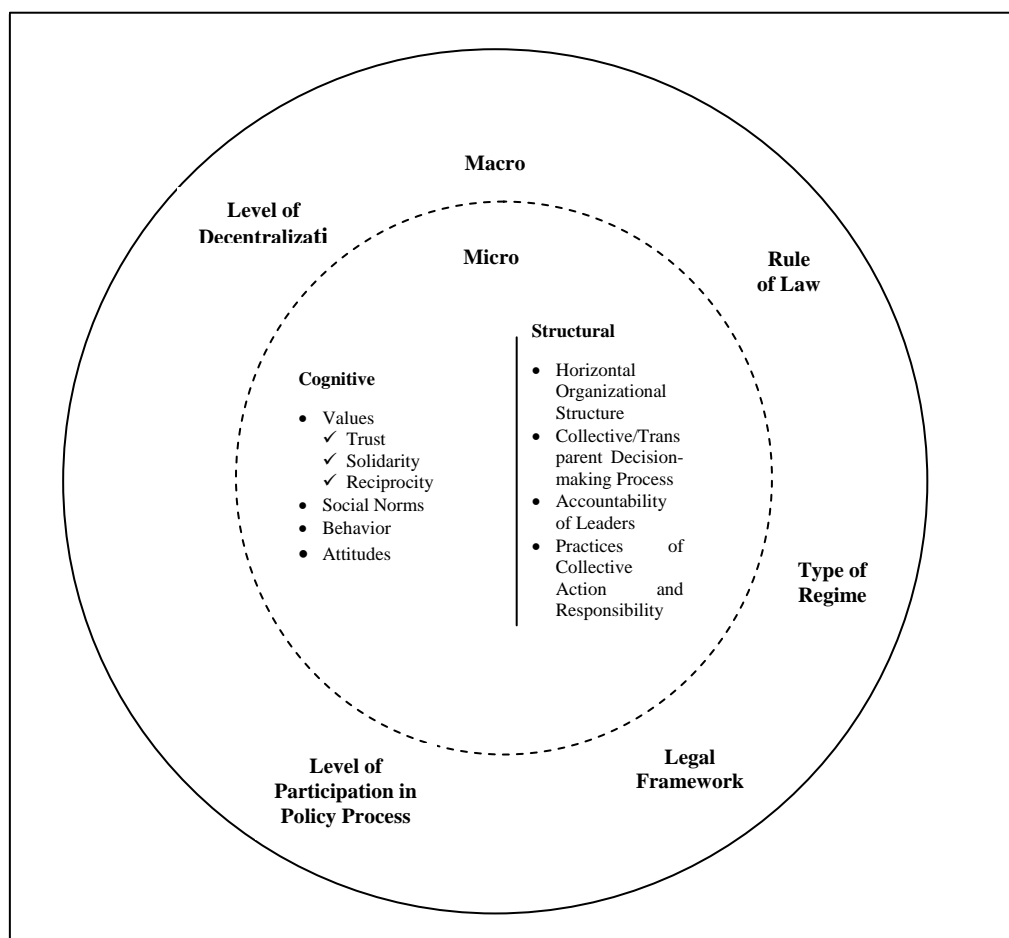 Macro
Level of
Decentralizati
Micro
Rule
of Law
Cognitive
• Values
✓ Trust
✓ Solidarity
✓ Reciprocity
• Social Norms
• Behavior
• Attitudes
Structural
• Horizontal
Organizational
Structure
• Collective/Trans
parent Decision-
making Process
• Accountability
of Leaders
• Practices of
Collective
Action and
Responsibility
Type of
Regime
Legal
Framework
Level of
Participation in
Policy Process